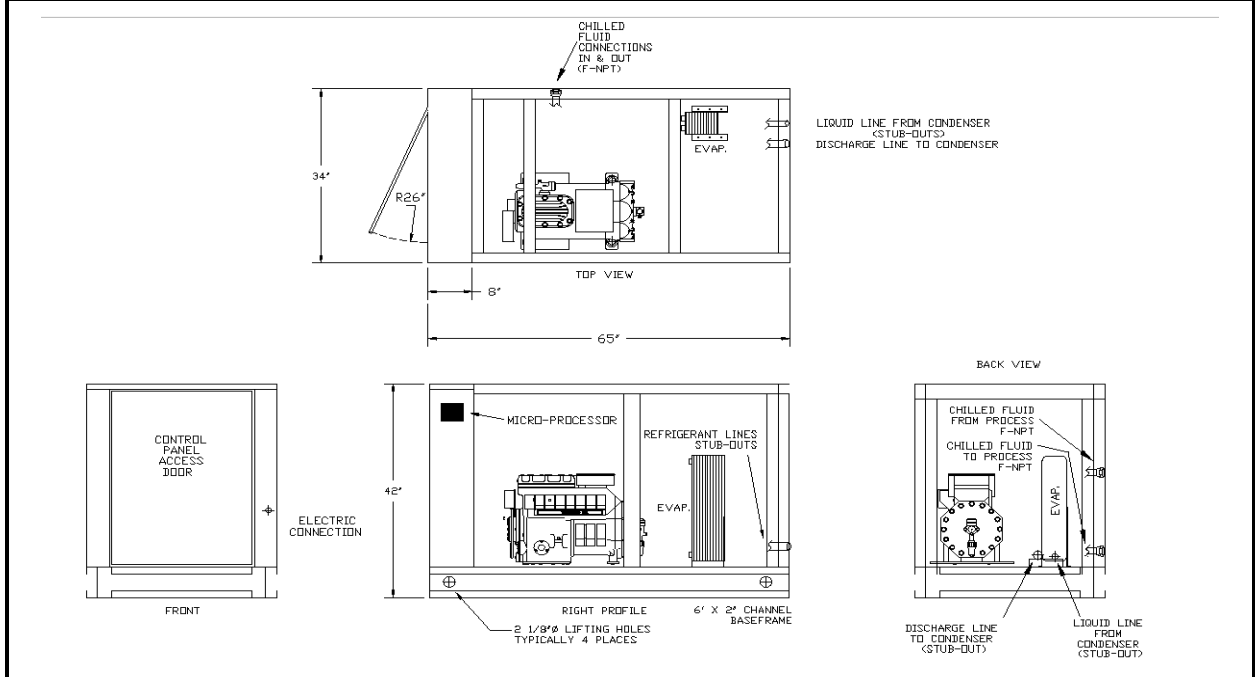 CHILLED
FLUID
CONNECTIONS
IN & OUT
(F-NPT)
LIQUID LINE FROM CONDENSER
(STUB-OUTS)
DISCHARGE LINE TO CONDENSER
EVAP.
34"
R26"
TOP VIEW
8"
65"
BACK VIEW
CONTROL
PANEL
ACCESS
DOOR
ELECTRIC
CONNECTION
FRONT
MICRO-PROCESSOR
REFRIGERANT LINES
STUB-OUTS
42"
EVAP.
RIGHT PROFILE
6' X 2" CHANNEL
BASEFRAME
2 1/8"Ø LIFTING HOLES
TYPICALLY 4 PLACES
CHILLED FLUID
FROM PROCESS
F-NPT
CHILLED FLUID
TO PROCESS
F-NPT
EVAP.
DISCHARGE LINE
TO CONDENSER
(STUB-OUT)
LIQUID LINE
FROM
CONDENSER
(STUB-OUT)